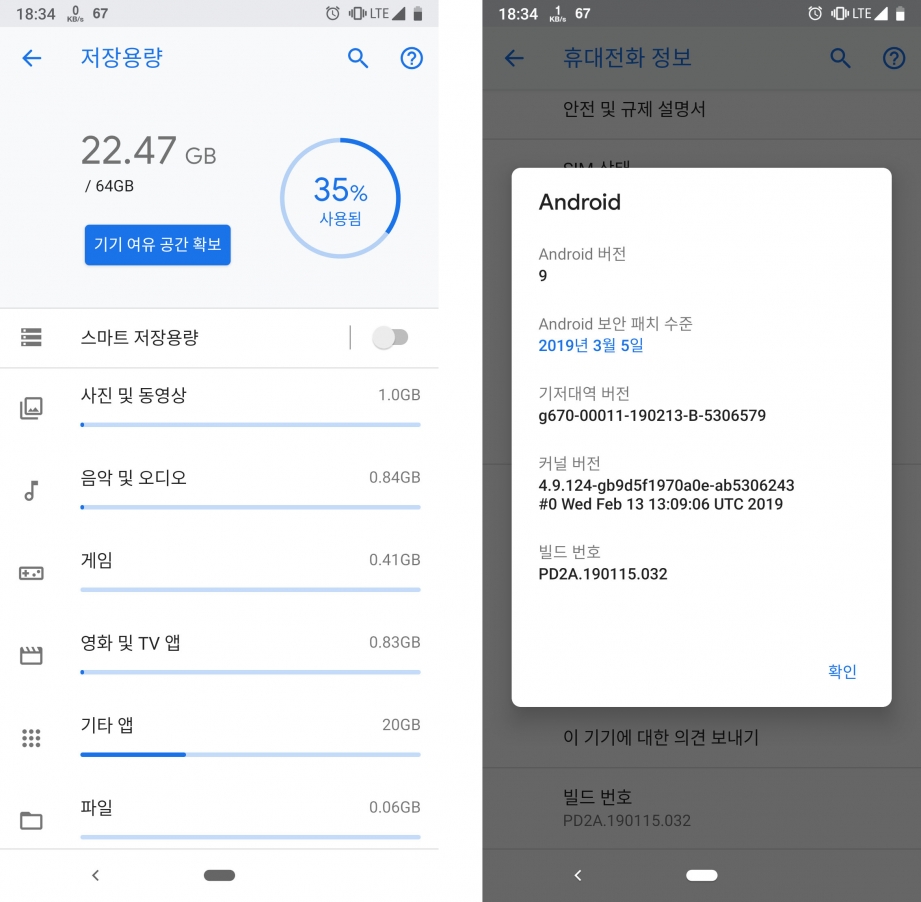 18:34 0 KB/s 67 LTE
저장용량
22.47 GB
/ 64GB
35%
사용됨
기기 여유 공간 확보
스마트 저장용량
사진 및 동영상 1.0GB
음악 및 오디오 0.84GB
게임 0.41GB
영화 및 TV 앱 0.83GB
기타 앱 20GB
파일 0.06GB
18:34 1 KB/s 67 LTE
휴대전화 정보
안전 및 규제 설명서
SIM 상태
Android
Android 버전
9
Android 보안 패치 수준
2019년 3월 5일
기저대역 버전
g670-00011-190213-B-5306579
커널 버전
4.9.124-gb9d5f1970a0e-ab5306243
#0 Wed Feb 13 13:09:06 UTC 2019
빌드 번호
PD2A.190115.032
확인
이 기기에 대한 의견 보내기
빌드 번호
PD2A.190115.032